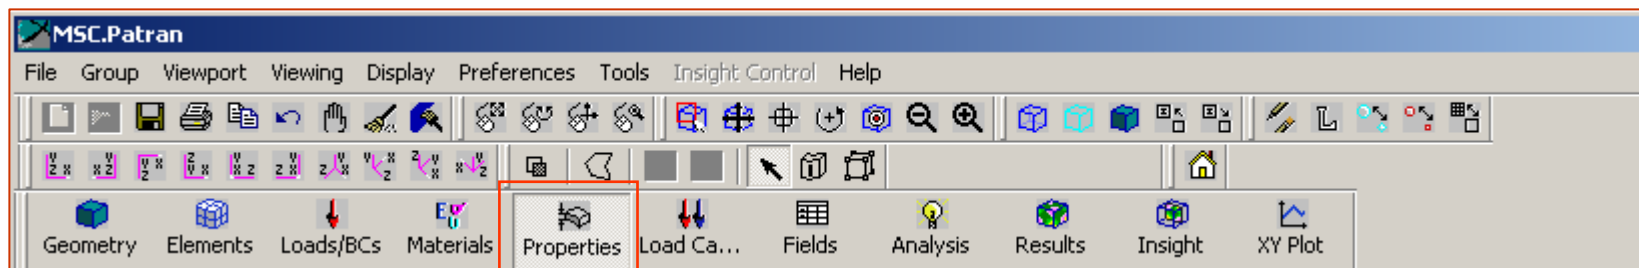 MSC.Patran
File Group Viewport Viewing Display Preferences Tools Insight Control Help
Geometry Elements Loads/BCs Materials Properties Load Ca... Fields Analysis Results Insight XY Plot